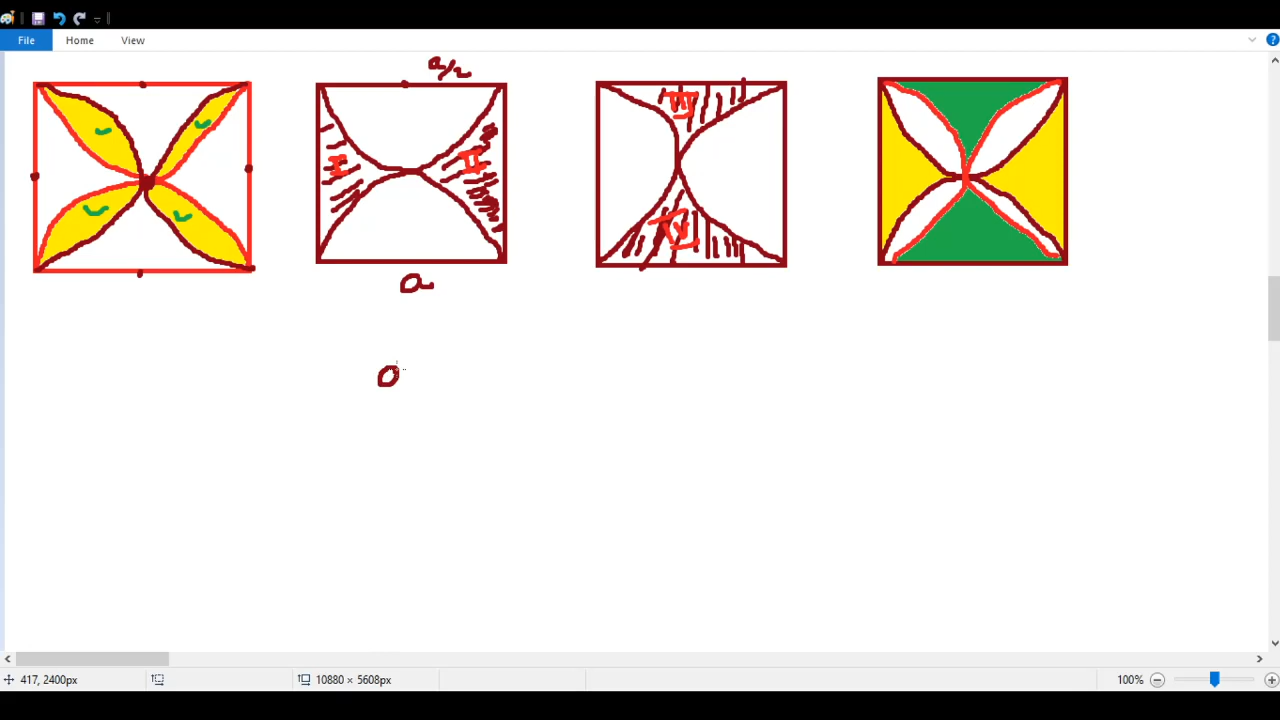 File Home View
a/2
I II
III
IV
a
a
417, 2400px 10880 × 5608px 100%